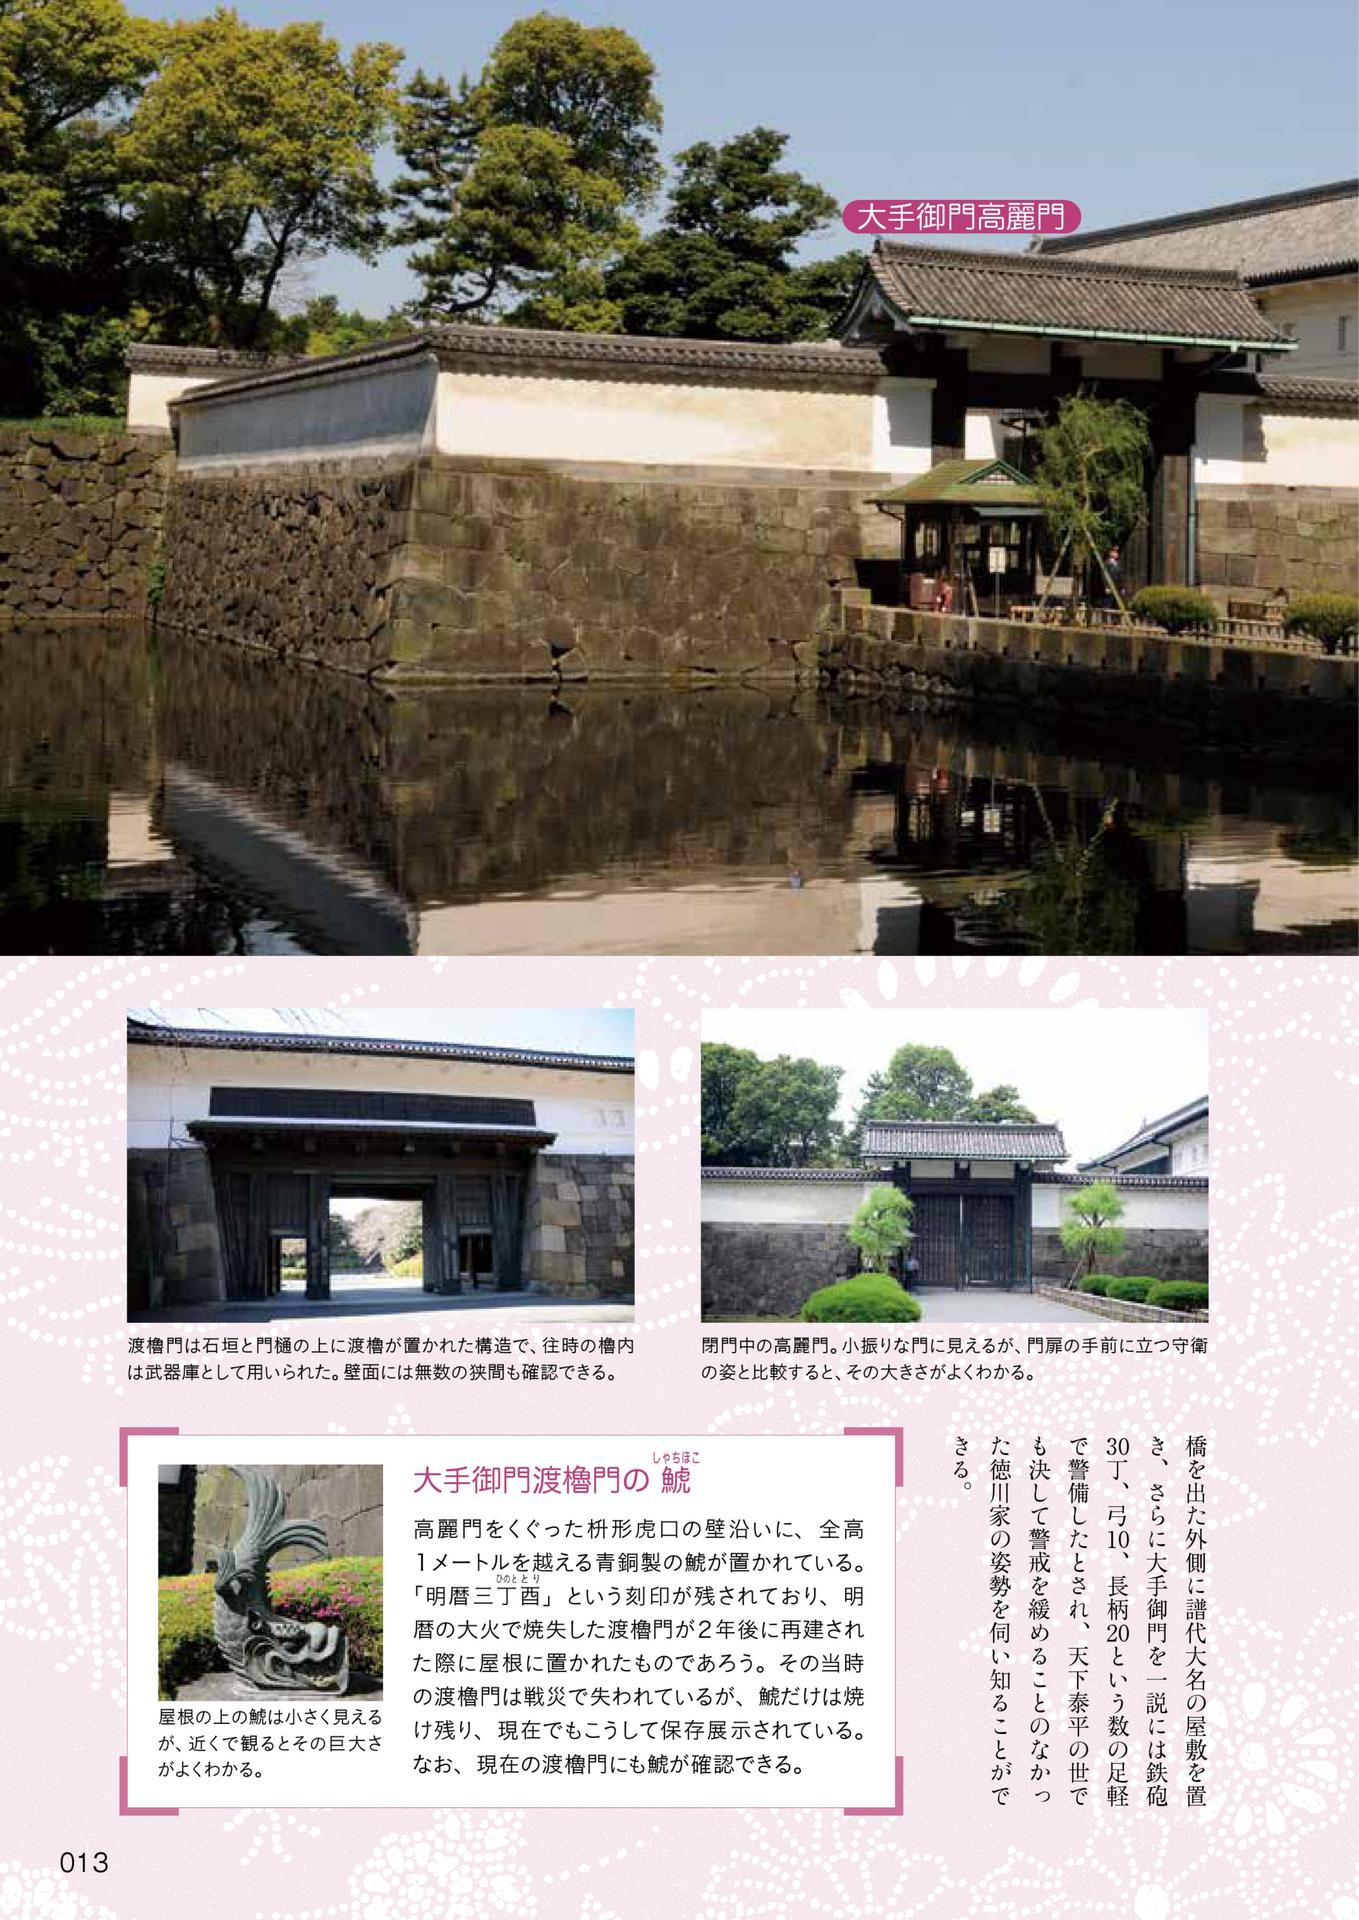 大手御門高麗門
渡櫓門は石垣と門樋の上に渡櫓が置かれた構造で、往時の櫓内
は武器庫として用いられた。壁面には無数の狭間も確認できる。
閉門中の高麗門。小振りな門に見えるが、門扉の手前に立つ守衛
の姿と比較すると、その大きさがよくわかる。
橋を出た外側に譜代大名の屋敷を置
き、さらに大手御門を一説には鉄砲
30丁、弓10、長柄20という数の足軽
で警備したとされ、天下泰平の世で
も決して警戒を緩めることのなかっ
た徳川家の姿勢を伺い知ることがで
きる。
しゃちほこ
大手御門渡櫓門の鯱
高麗門をくぐった枡形虎口の壁沿いに、全高
1メートルを越える青銅製の鯱が置かれている。
ひのととり
「明暦三丁酉」という刻印が残されており、明
暦の大火で焼失した渡櫓門が2年後に再建され
た際に屋根に置かれたものであろう。その当時
の渡櫓門は戦災で失われているが、鯱だけは焼
け残り、現在でもこうして保存展示されている。
なお、現在の渡櫓門にも鯱が確認できる。
屋根の上の鯱は小さく見える
が、近くで観るとその巨大さ
がよくわかる。
013